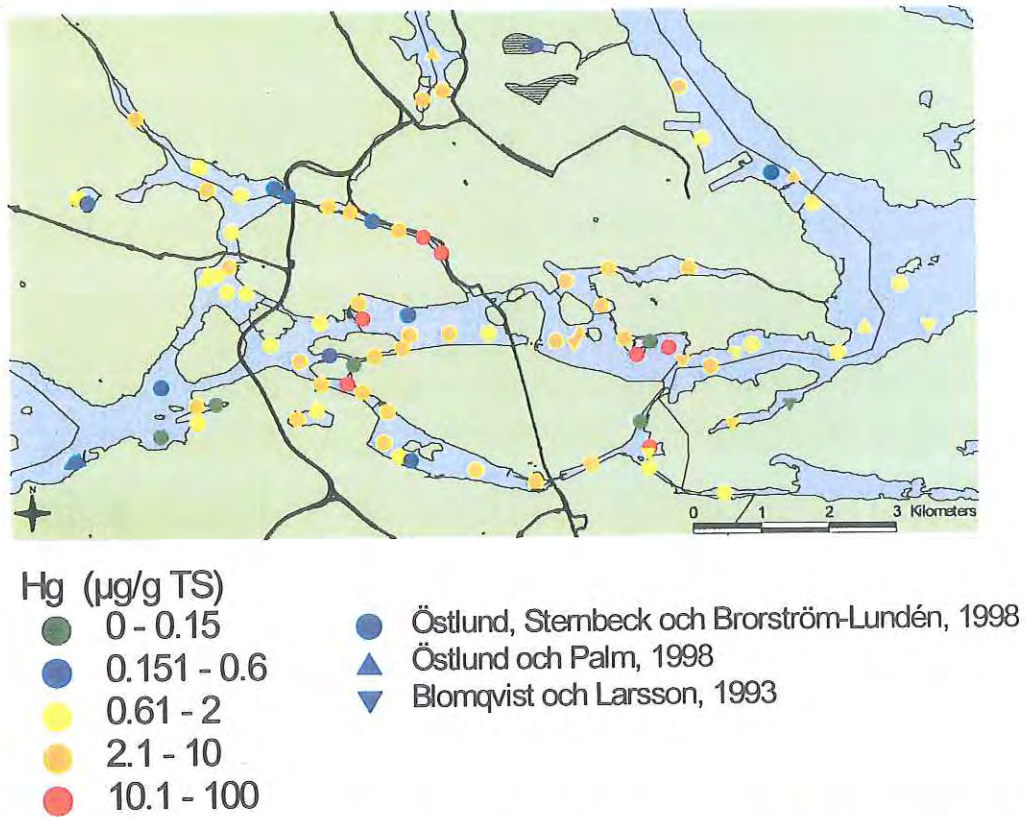 N
0 1 2 3 Kilometers
Hg (µg/g TS)
0 - 0.15
0.151 - 0.6
0.61 - 2
2.1 - 10
10.1 - 100
Östlund, Sternbeck och Brorström-Lundén, 1998
Östlund och Palm, 1998
Blomqvist och Larsson, 1993